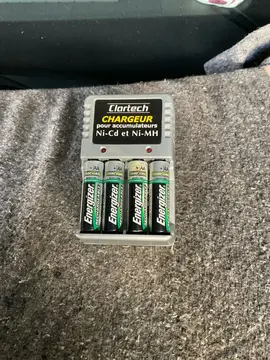 Clartech
CHARGEUR
pour accumulateurs
Ni-Cd et Ni-MH
Energizer
Energizer
Energizer
Energizer